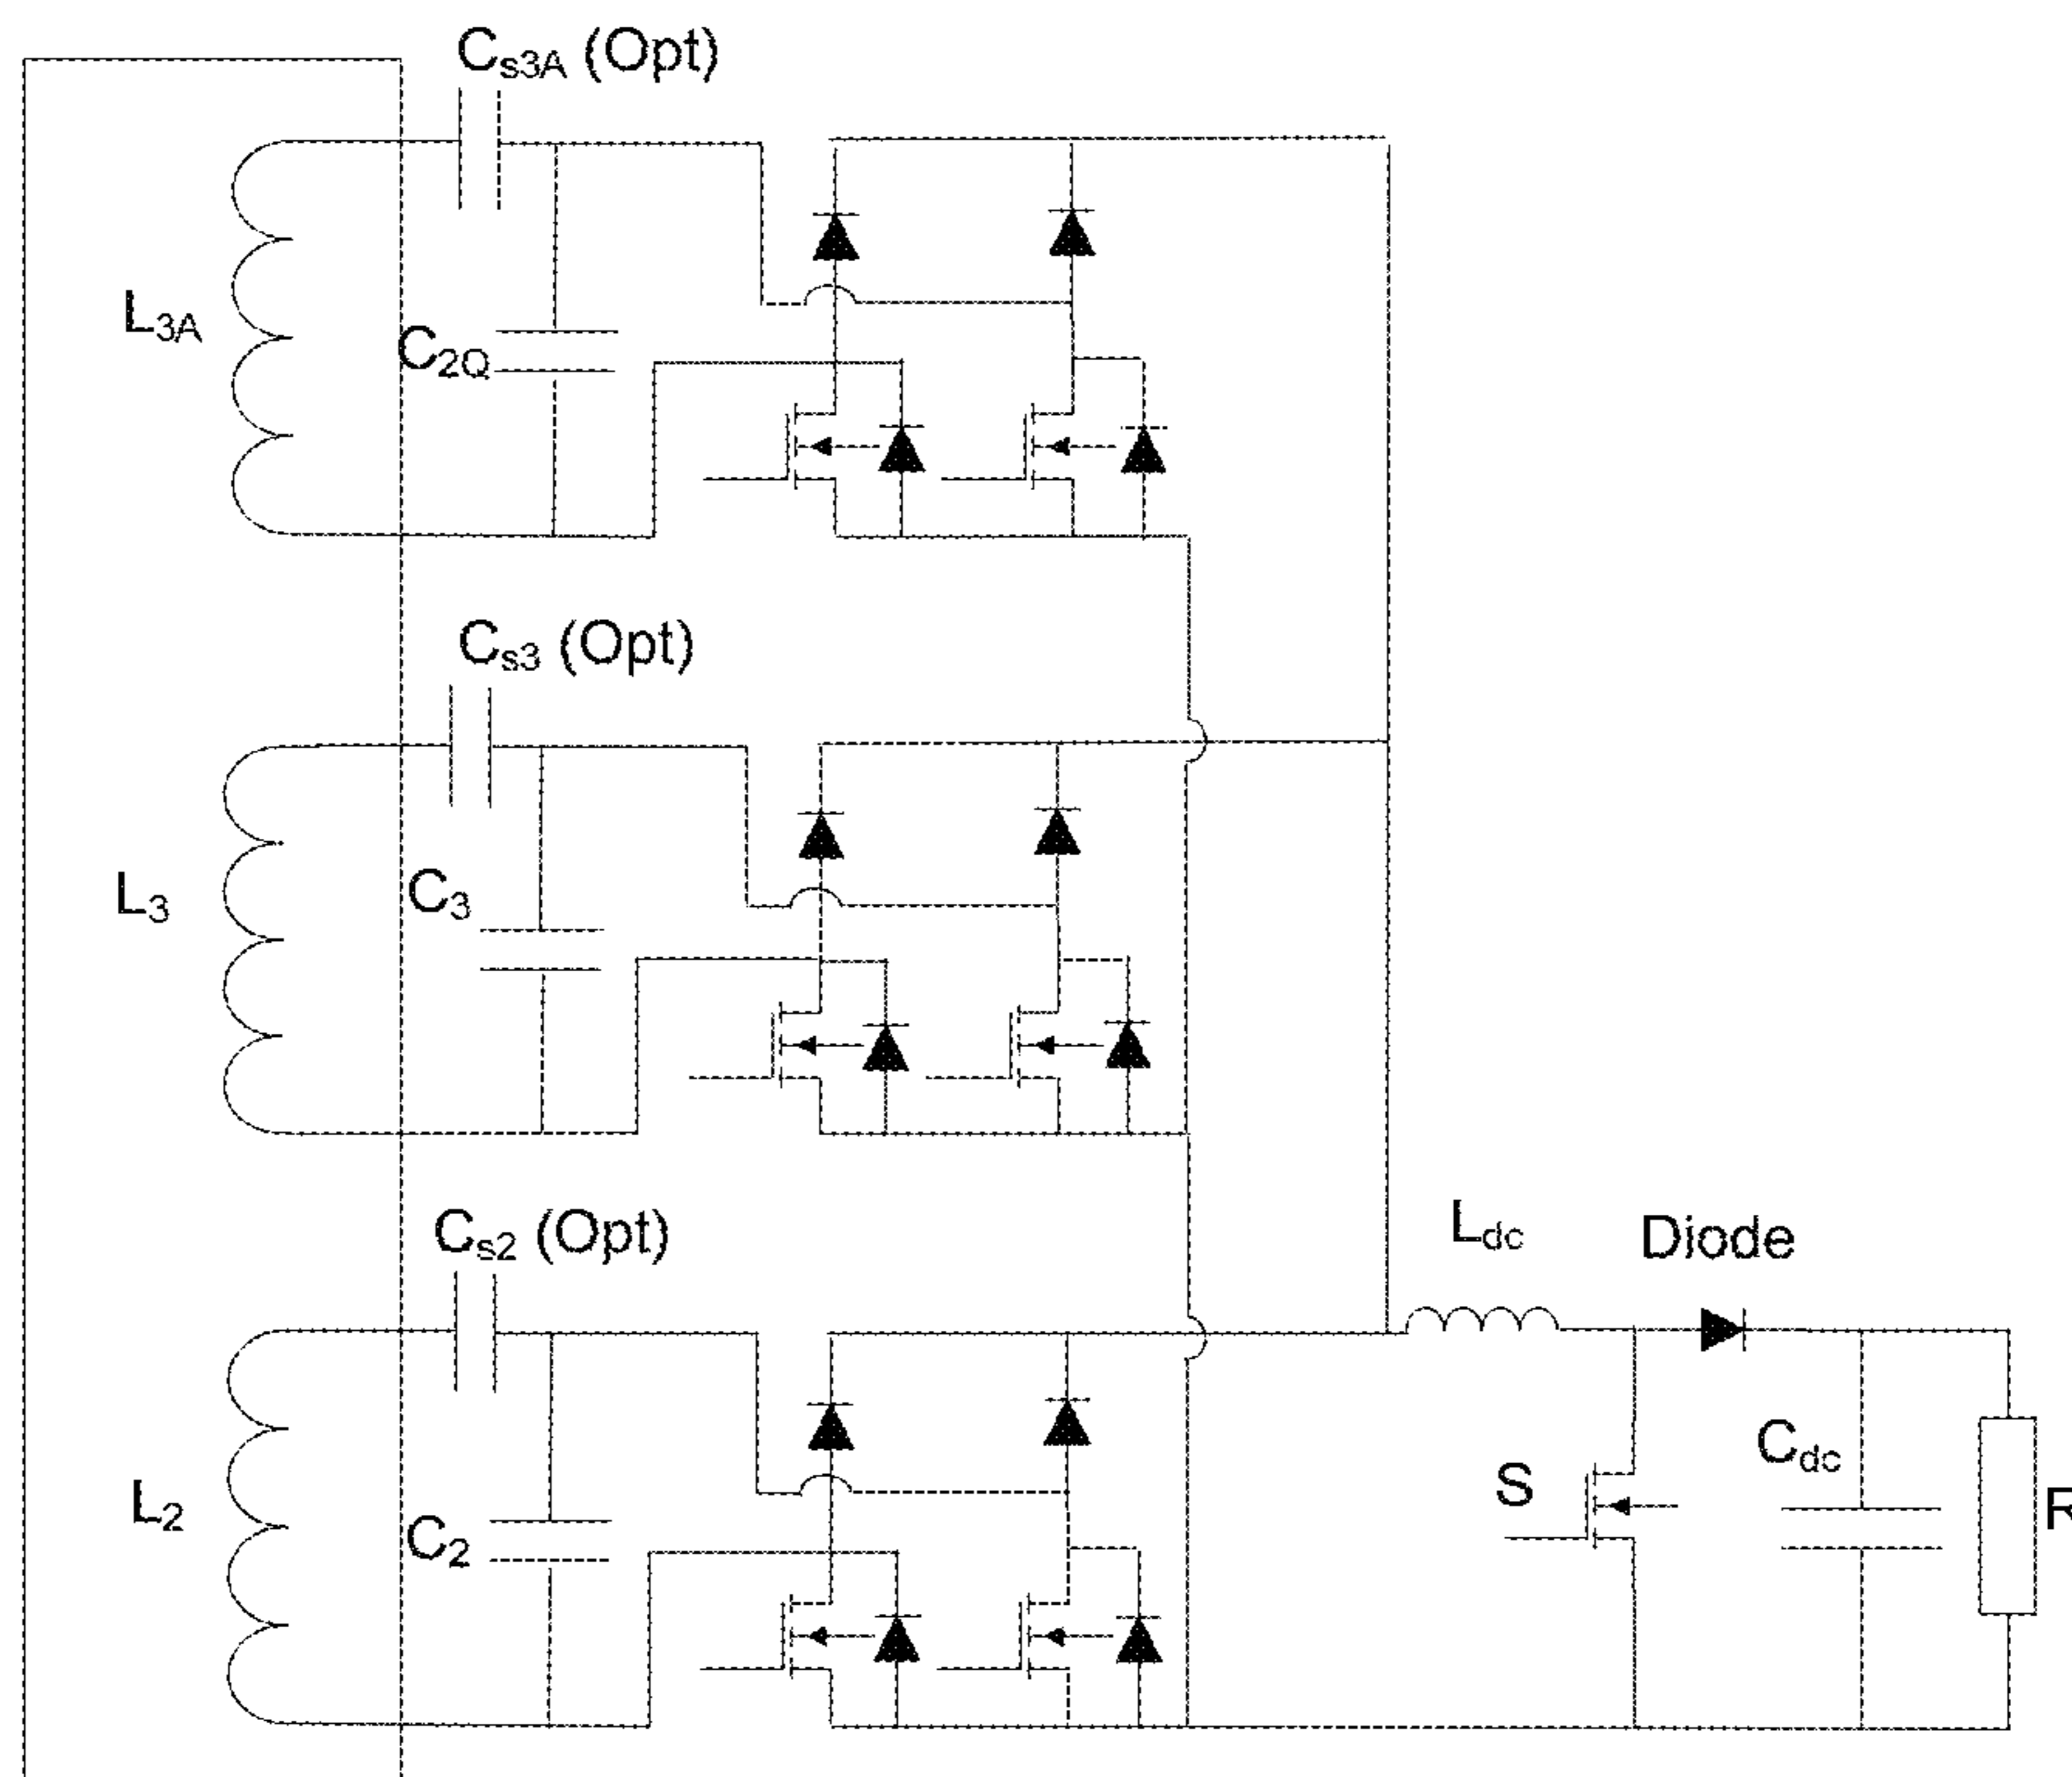 Cs3A (Opt)
L3A
C2Q
Cs3 (Opt)
L3
C3
Cs2 (Opt)
Ldc
Diode
L2
C2
S
Cdc
R